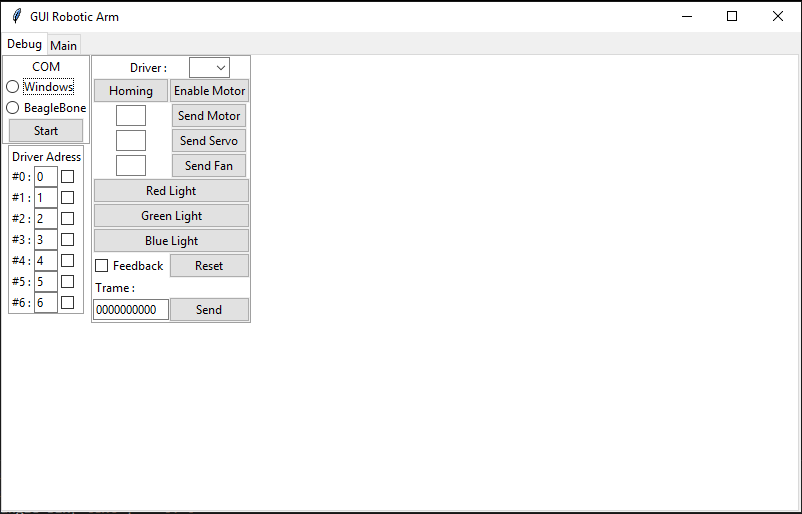 GUI Robotic Arm
Debug Main
COM
Windows
BeagleBone
Start
Driver Adress
#0 : 0
#1 : 1
#2 : 2
#3 : 3
#4 : 4
#5 : 5
#6 : 6
Driver :
Homing Enable Motor
Send Motor
Send Servo
Send Fan
Red Light
Green Light
Blue Light
Feedback Reset
Trame :
0000000000 Send